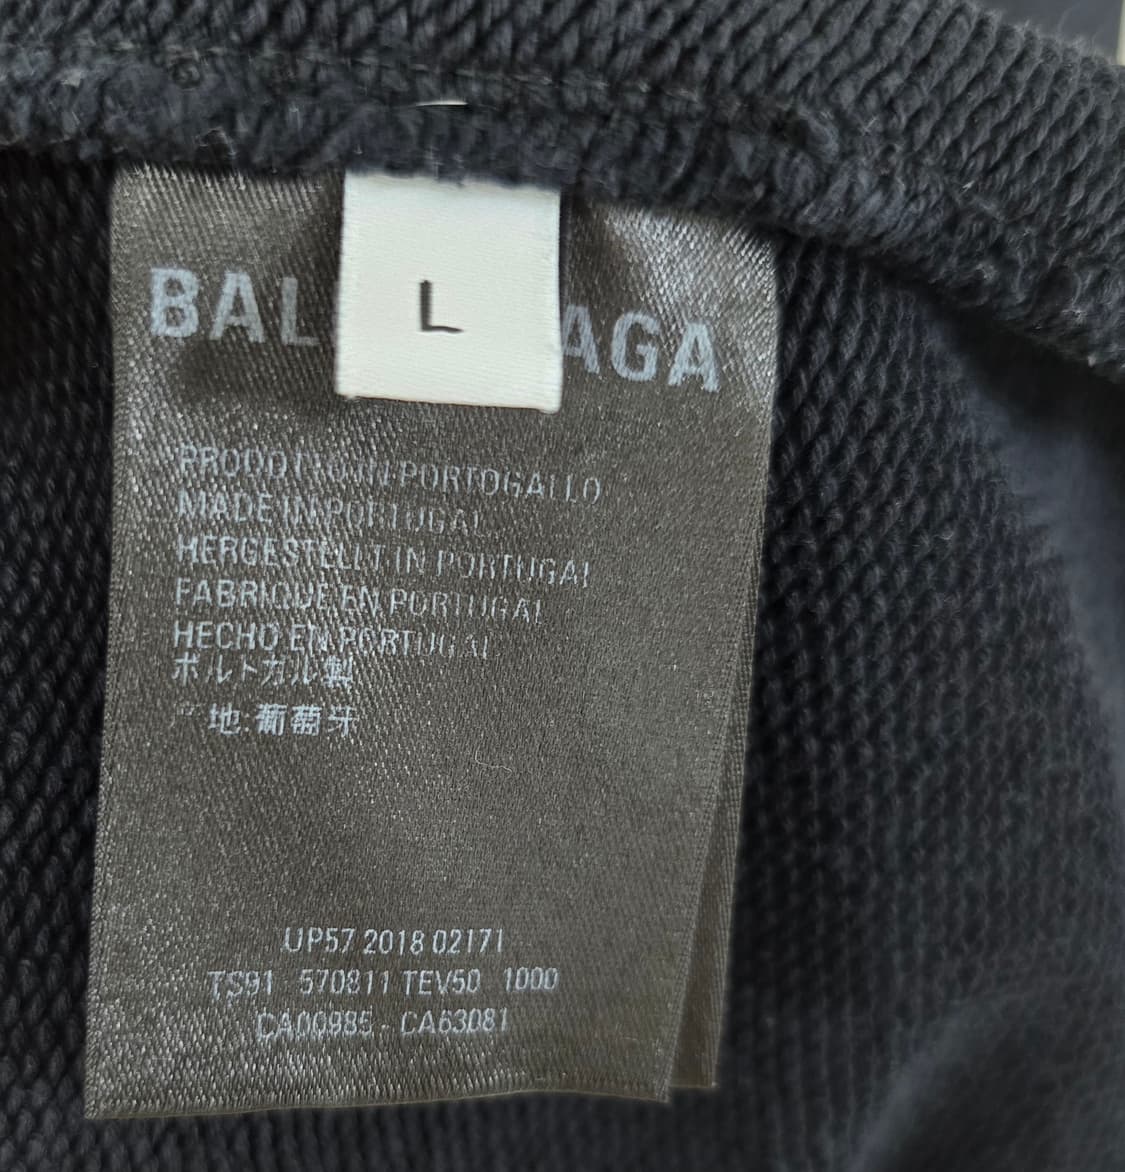 BAL AGA
L
PRODOTTO IN PORTOGALLO
MADE IN PORTUGAL
HERGESTELLT IN PORTUGAL
FABRIQUE EN PORTUGAL
HECHO EN PORTUGAL
ポルトガル製
地:葡萄牙
UP57 2018 02171
TS91 570811 TEV50 1000
CA00985 - CA63081